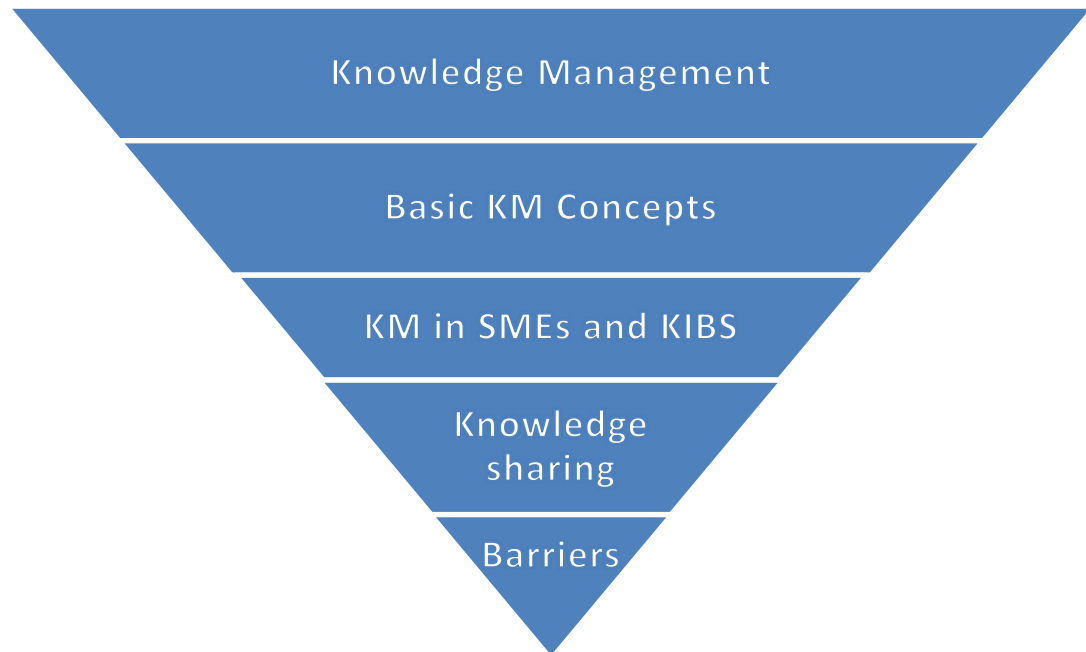 Knowledge Management
Basic KM Concepts
KM in SMEs and KIBS
Knowledge
sharing
Barriers